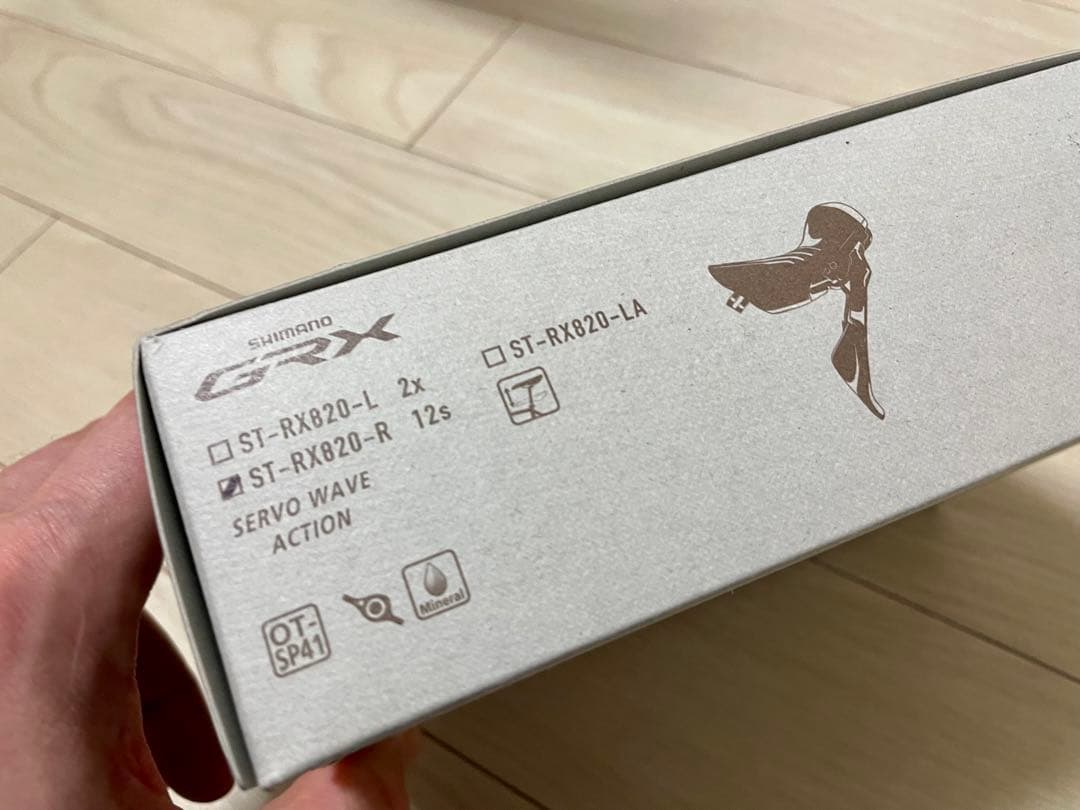 SHIMANO
GRX
ST-RX820-L 2x
ST-RX820-R 12s
SERVO WAVE
ACTION
ST-RX820-LA
OT-
SP41
Mineral